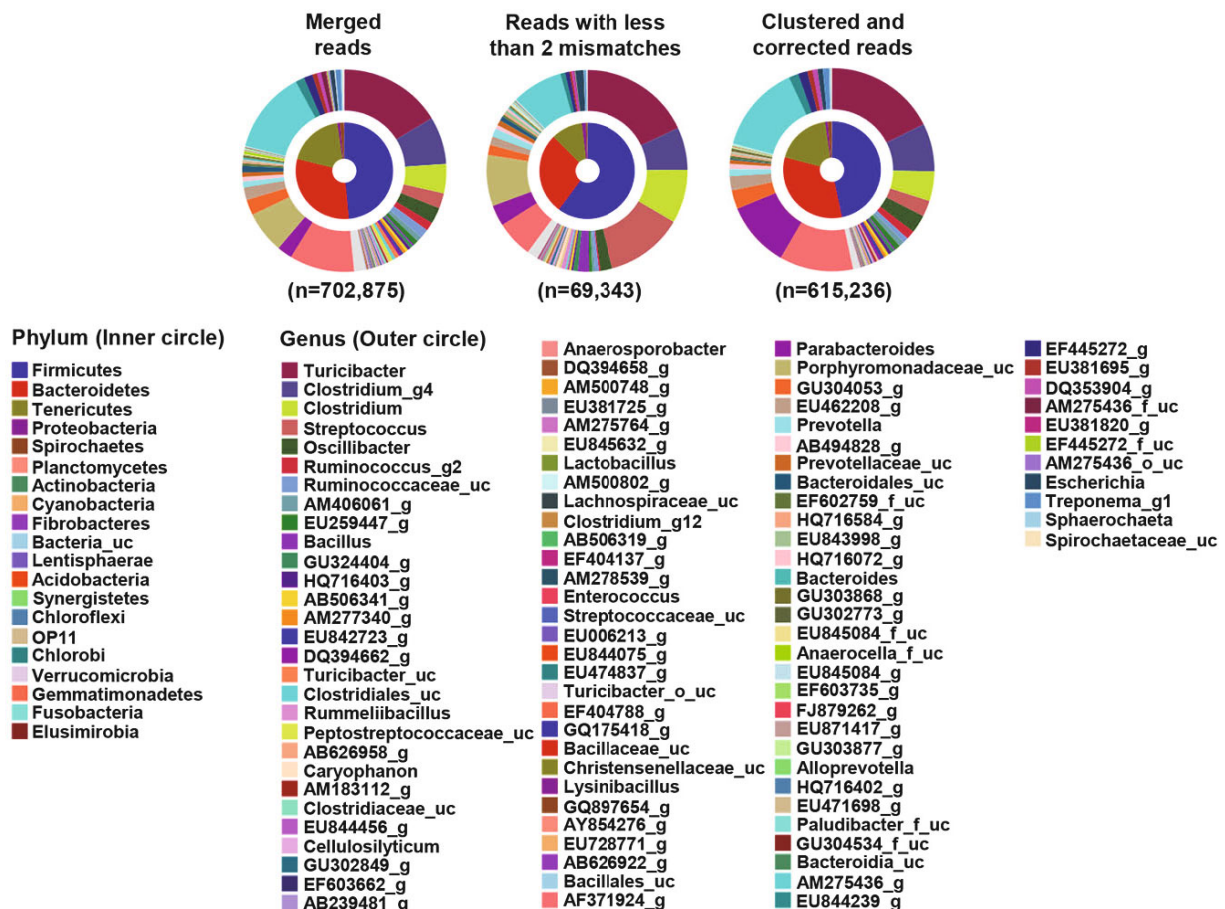 Merged
reads
Reads with less
than 2 mismatches
Clustered and
corrected reads
(n=702,875)
(n=69,343)
(n=615,236)
Phylum (Inner circle)
Firmicutes
Bacteroidetes
Tenericutes
Proteobacteria
Spirochaetes
Planctomycetes
Actinobacteria
Cyanobacteria
Fibrobacteres
Bacteria_uc
Lentisphaerae
Acidobacteria
Synergistetes
Chloroflexi
OP11
Chlorobi
Verrucomicrobia
Gemmatimonadetes
Fusobacteria
Elusimirobia
Genus (Outer circle)
Turicibacter
Clostridium_g4
Clostridium
Streptococcus
Oscillibacter
Ruminococcus_g2
Ruminococcaceae_uc
AM406061_g
EU259447_g
Bacillus
GU324404_g
HQ716403_g
AB506341_g
AM277340_g
EU842723_g
DQ394662_g
Turicibacter_uc
Clostridiales_uc
Rummeliibacillus
Peptostreptococcaceae_uc
AB626958_g
Caryophanon
AM183112_g
Clostridiaceae_uc
EU844456_g
Cellulosilyticum
GU302849_g
EF603662_g
AB239481_g
Anaerosporobacter
DQ394658_g
AM500748_g
EU381725_g
AM275764_g
EU845632_g
Lactobacillus
AM500802_g
Lachnospiraceae_uc
Clostridium_g12
AB506319_g
EF404137_g
AM278539_g
Enterococcus
Streptococcaceae_uc
EU006213_g
EU844075_g
EU474837_g
Turicibacter_o_uc
EF404788_g
GQ175418_g
Bacillaceae_uc
Christensenellaceae_uc
Lysinibacillus
GQ897654_g
AY854276_g
EU728771_g
AB626922_g
Bacillales_uc
AF371924_g
Parabacteroides
Porphyromonadaceae_uc
GU304053_g
EU462208_g
Prevotella
AB494828_g
Prevotellaceae_uc
Bacteroidales_uc
EF602759_f_uc
HQ716584_g
EU843998_g
HQ716072_g
Bacteroides
GU303868_g
GU302773_g
EU845084_f_uc
Anaerocella_f_uc
EU845084_g
EF603735_g
FJ879262_g
EU871417_g
GU303877_g
Alloprevotella
HQ716402_g
EU471698_g
Paludibacter_f_uc
GU304534_f_uc
Bacteroidia_uc
AM275436_g
EU844239_g
EF445272_g
EU381695_g
DQ353904_g
AM275436_f_uc
EU381820_g
EF445272_f_uc
AM275436_o_uc
Escherichia
Treponema_g1
Sphaerochaeta
Spirochaetaceae_uc